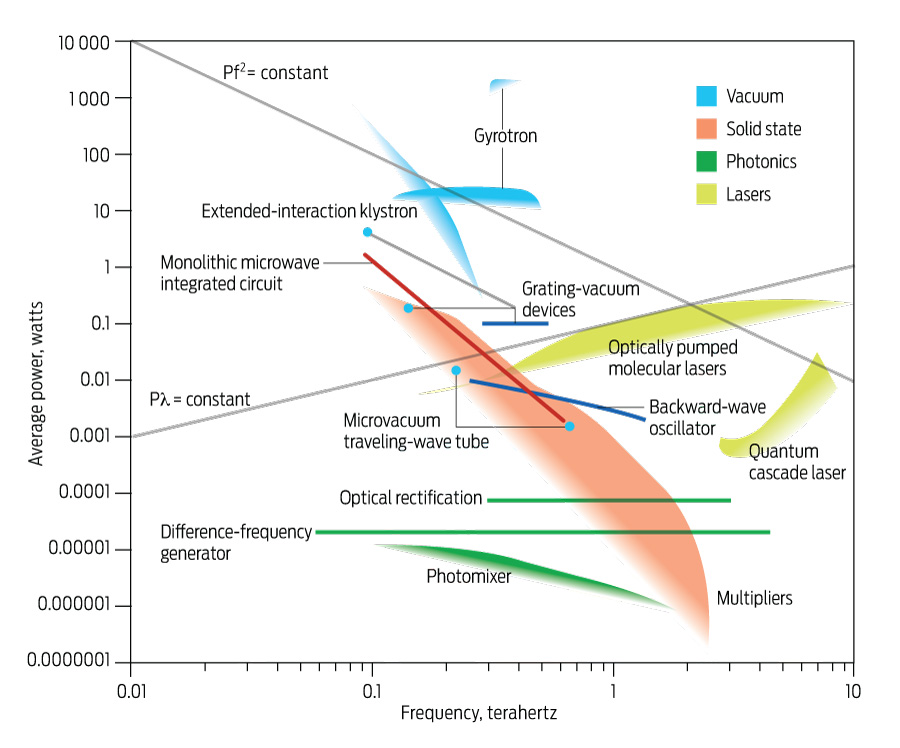 10 000
1 000
100
10
1
0.1
0.01
0.001
0.0001
0.00001
0.000001
0.0000001
Average power, watts
0.01
0.1
1
10
Frequency, terahertz
Pf²= constant
Gyrotron
Vacuum
Solid state
Photonics
Lasers
Extended-interaction klystron
Monolithic microwave
integrated circuit
Grating-vacuum
devices
Optically pumped
molecular lasers
Pλ = constant
Microvacuum
traveling-wave tube
Backward-wave
oscillator
Quantum
cascade laser
Optical rectification
Difference-frequency
generator
Photomixer
Multipliers